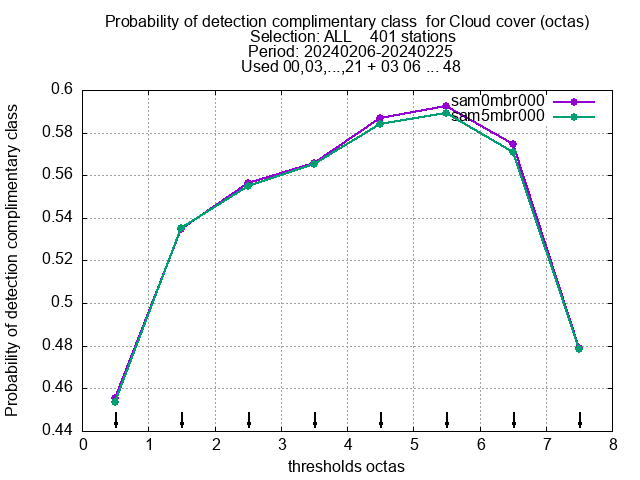 Probability of detection complimentary class  for Cloud cover (octas)
Selection: ALL    401 stations
Period: 20240206-20240225
Used 00,03,...,21 + 03 06 ... 48
sam0mbr000
sam5mbr000
Probability of detection complimentary class
0.6
0.58
0.56
0.54
0.52
0.5
0.48
0.46
0.44
0 1 2 3 4 5 6 7 8
thresholds octas